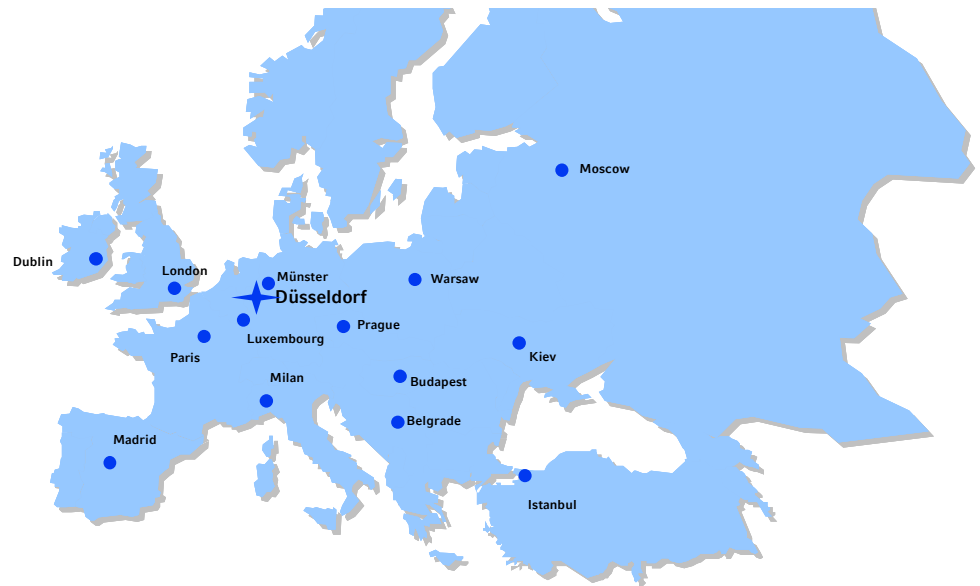 Moscow
Dublin
London
Münster
Warsaw
Düsseldorf
Prague
Luxembourg
Paris
Kiev
Milan
Budapest
Belgrade
Madrid
Istanbul